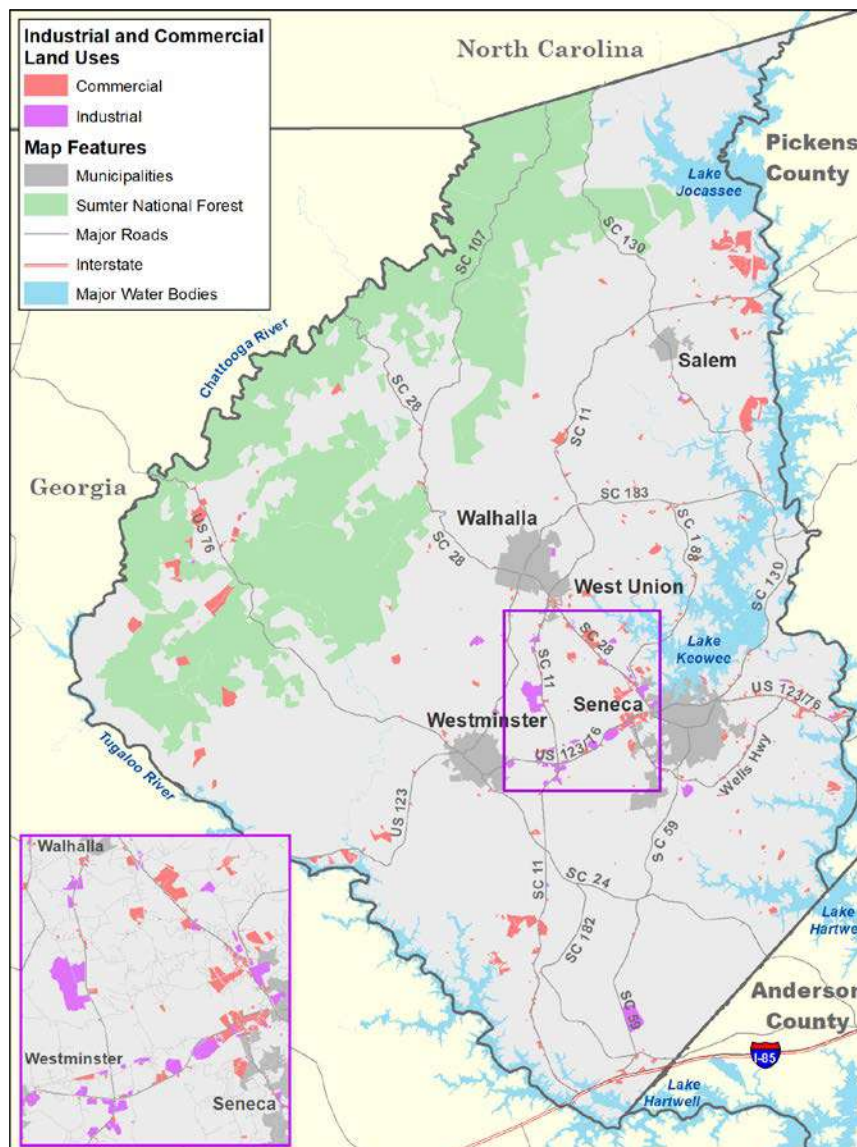 Industrial and Commercial
Land Uses
Commercial
Industrial
Map Features
Municipalities
Sumter National Forest
Major Roads
Interstate
Major Water Bodies
North Carolina
Pickens
County
Lake
Jocassee
SC 107
SC 130
Chattooga River
Salem
SC 28
SC 11
Georgia
US 76
SC 183
Walhalla
SC 188
SC 28
West Union
SC 130
SC 28
Lake
Keowee
SC 11
Seneca
US 123/76
Westminster
US 123/76
Wells Hwy
Tugaloo River
US 123
SC 59
SC 11
SC 24
SC 182
Lake
Hartwell
SC 59
Anderson
County
I-85
Lake
Hartwell
Walhalla
Westminster
Seneca